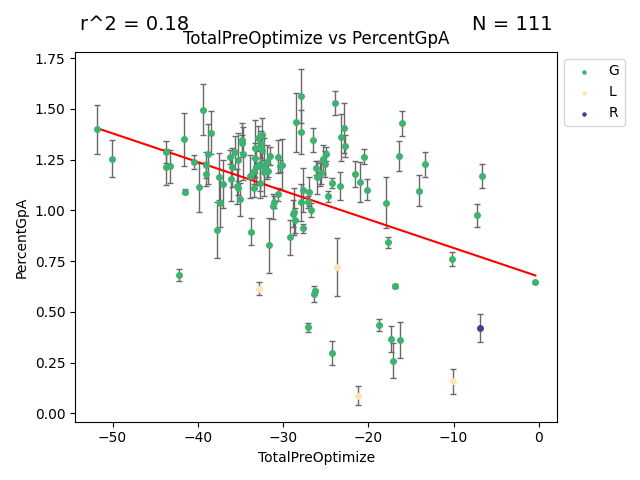 r^2 = 0.18
N = 111
TotalPreOptimize vs PercentGpA
1.75
1.50
1.25
1.00
0.75
0.50
0.25
0.00
PercentGpA
−50
−40
−30
−20
−10
0
TotalPreOptimize
G
L
R